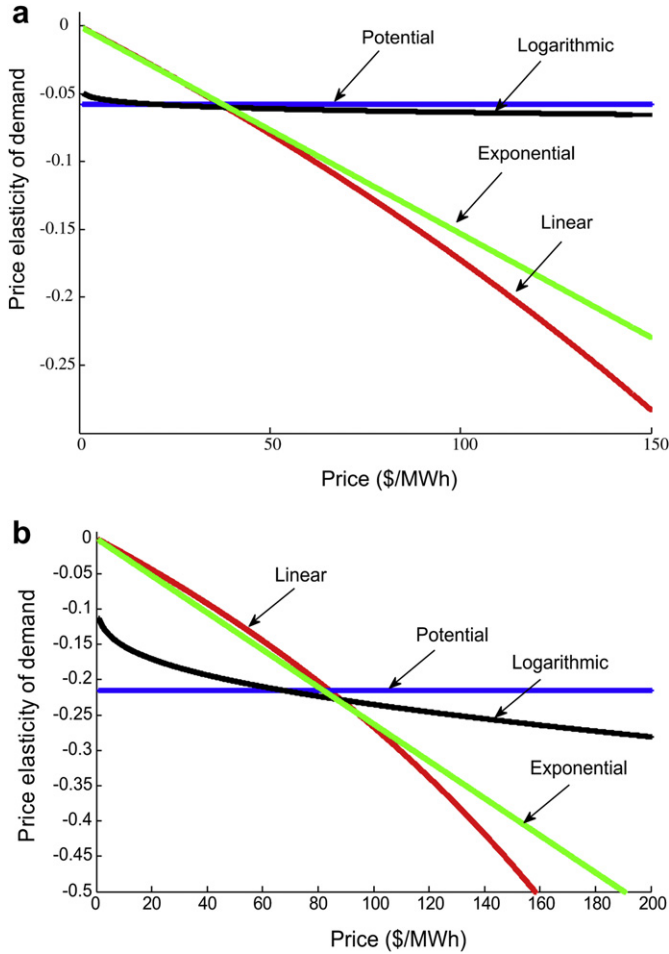 a
0
-0.05
-0.1
-0.15
-0.2
-0.25
0
50
100
150
Price elasticity of demand
Price ($/MWh)
Potential
Logarithmic
Exponential
Linear
b
0
-0.05
-0.1
-0.15
-0.2
-0.25
-0.3
-0.35
-0.4
-0.45
-0.5
0
20
40
60
80
100
120
140
160
180
200
Price elasticity of demand
Price ($/MWh)
Linear
Potential
Logarithmic
Exponential